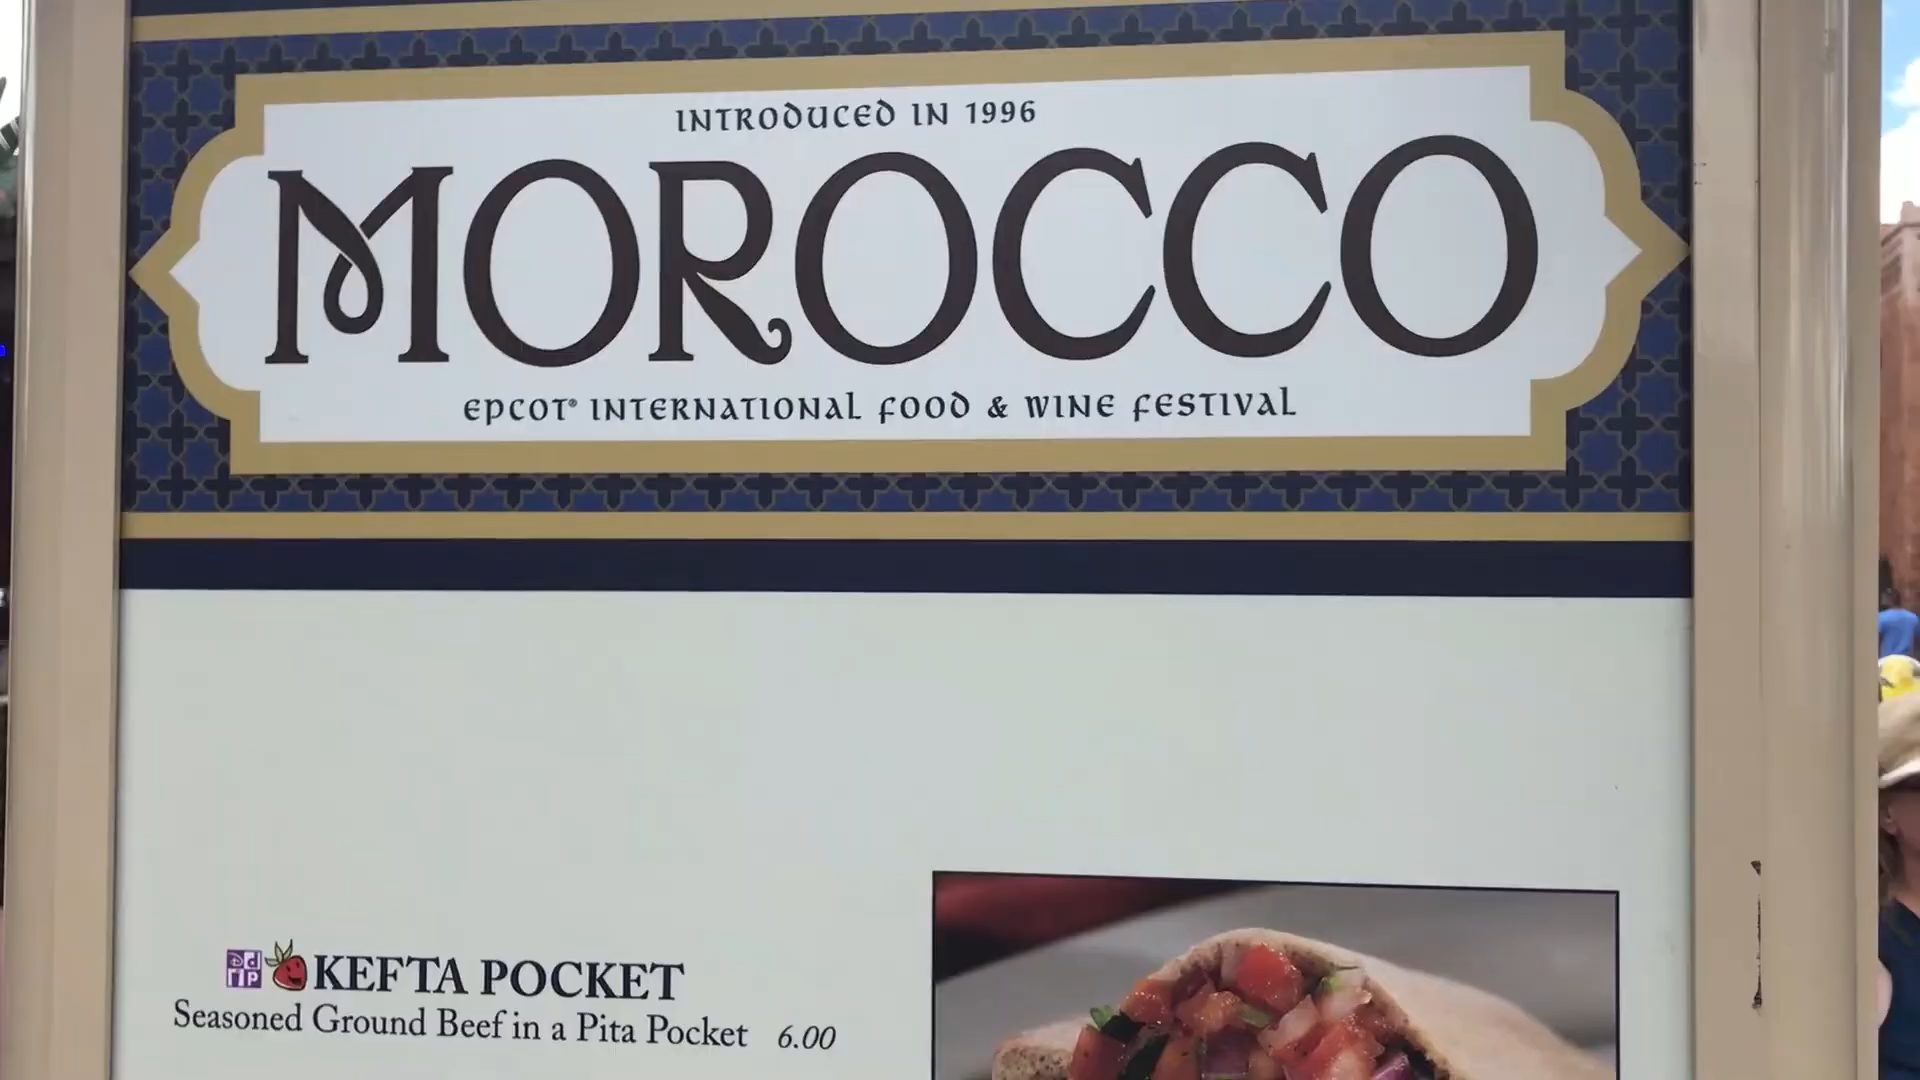 INTRODUCED IN 1996
MOROCCO
EPCOT® INTERNATIONAL FOOD & WINE FESTIVAL
KEFTA POCKET
Seasoned Ground Beef in a Pita Pocket 6.00